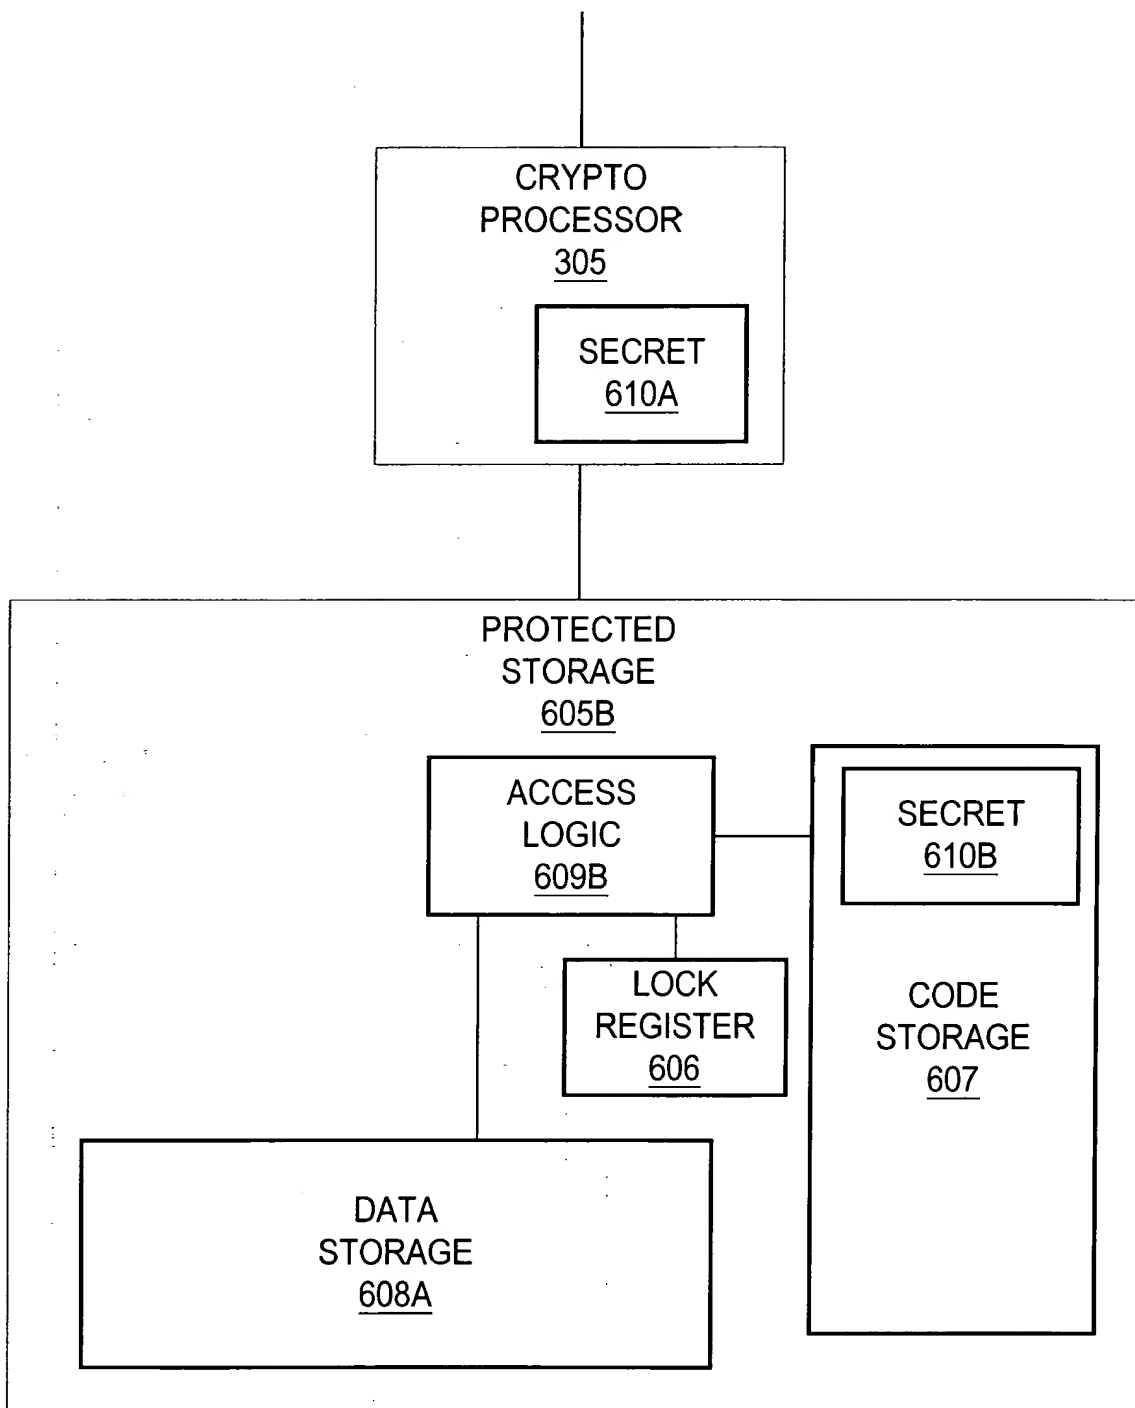 CRYPTO
PROCESSOR
305
SECRET
610A
PROTECTED
STORAGE
605B
ACCESS
LOGIC
609B
SECRET
610B
LOCK
REGISTER
606
CODE
STORAGE
607
DATA
STORAGE
608A